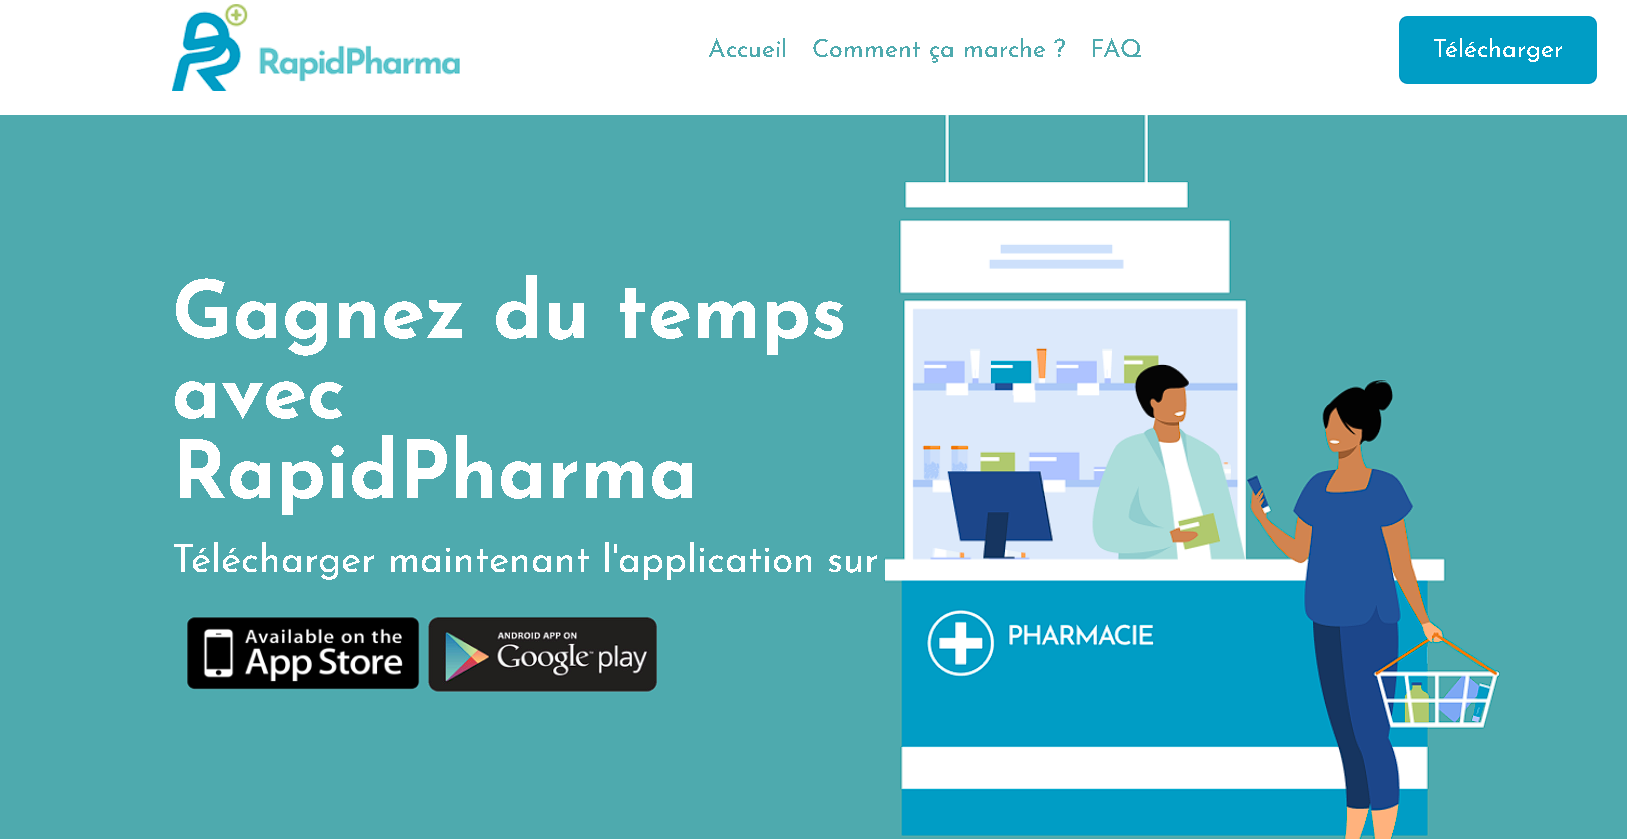 RapidPharma
Accueil Comment ça marche ? FAQ
Télécharger
Gagnez du temps
avec
RapidPharma
Télécharger maintenant l'application sur
Available on the
App Store
ANDROID APP ON
Google play
PHARMACIE